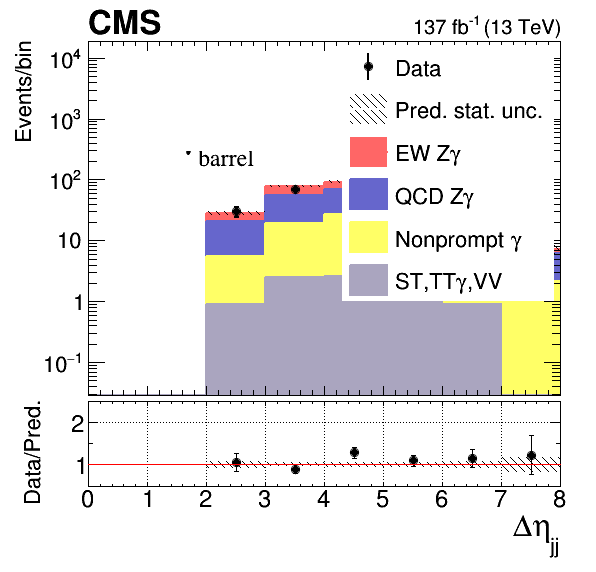 CMS 137 fb⁻¹ (13 TeV)
Events/bin
10⁴
10³
10²
10
1
10⁻¹
Data
Pred. stat. unc.
EW Zγ
QCD Zγ
Nonprompt γ
ST,TTγ,VV
barrel
Data/Pred.
2
1
0 1 2 3 4 5 6 7 8
Δηjj